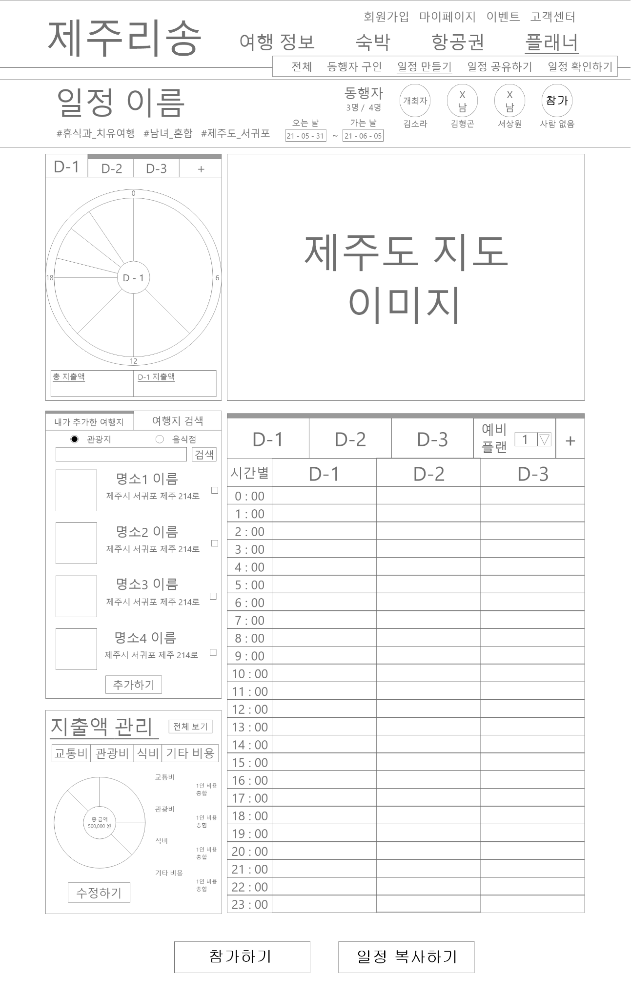 제주리송
회원가입 마이페이지 이벤트 고객센터
여행 정보 숙박 항공권 플래너
전체 동행자 구인 일정 만들기 일정 공유하기 일정 확인하기
일정 이름
#휴식과_치유여행 #남녀_혼합 #제주도_서귀포
동행자
3명 / 4명
오는 날 가는 날
21 - 05 - 31 ~ 21 - 06 - 05
개최자
김소라
X
남
김형곤
X
남
서상원
참가
사람 없음
D-1 D-2 D-3 +
0
18 D - 1 6
12
총 지출액 D-1 지출액
제주도 지도
이미지
내가 추가한 여행지 여행지 검색
관광지 음식점
검색
명소1 이름
제주시 서귀포 제주 214로
명소2 이름
제주시 서귀포 제주 214로
명소3 이름
제주시 서귀포 제주 214로
명소4 이름
제주시 서귀포 제주 214로
추가하기
지출액 관리 전체 보기
교통비 관광비 식비 기타 비용
총 금액
500,000 원
교통비
1인 비용
종합
관광비
1인 비용
종합
식비
1인 비용
종합
기타 비용
1인 비용
종합
수정하기
D-1 D-2 D-3 예비 플랜 1 +
시간별 D-1 D-2 D-3
0 : 00
1 : 00
2 : 00
3 : 00
4 : 00
5 : 00
6 : 00
7 : 00
8 : 00
9 : 00
10 : 00
11 : 00
12 : 00
13 : 00
14 : 00
15 : 00
16 : 00
17 : 00
18 : 00
19 : 00
20 : 00
21 : 00
22 : 00
23 : 00
참가하기 일정 복사하기